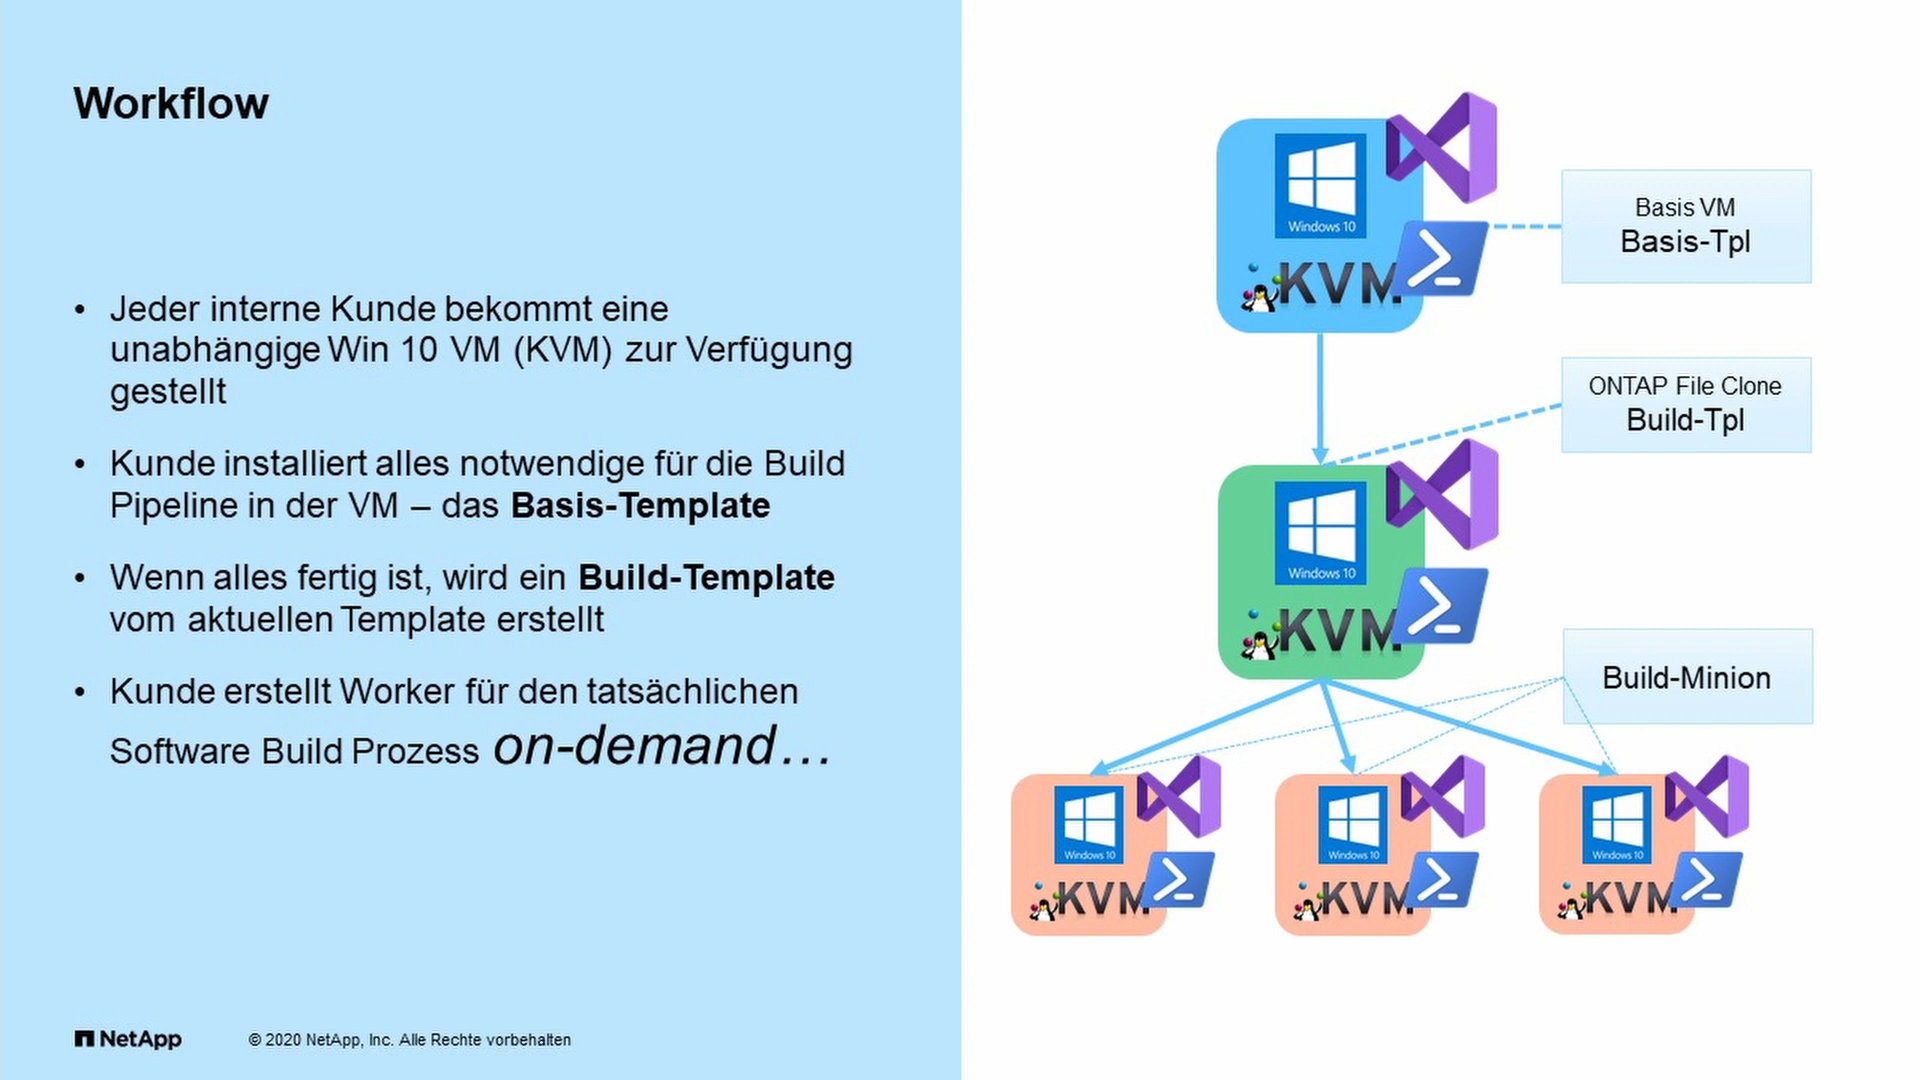 Workflow
• Jeder interne Kunde bekommt eine
unabhängige Win 10 VM (KVM) zur Verfügung
gestellt
• Kunde installiert alles notwendige für die Build
Pipeline in der VM – das Basis-Template
• Wenn alles fertig ist, wird ein Build-Template
vom aktuellen Template erstellt
• Kunde erstellt Worker für den tatsächlichen
Software Build Prozess on-demand…
Windows 10
KVM
Basis VM
Basis-Tpl
ONTAP File Clone
Build-Tpl
Windows 10
KVM
Build-Minion
Windows 10
KVM
Windows 10
KVM
Windows 10
KVM
NetApp
© 2020 NetApp, Inc. Alle Rechte vorbehalten